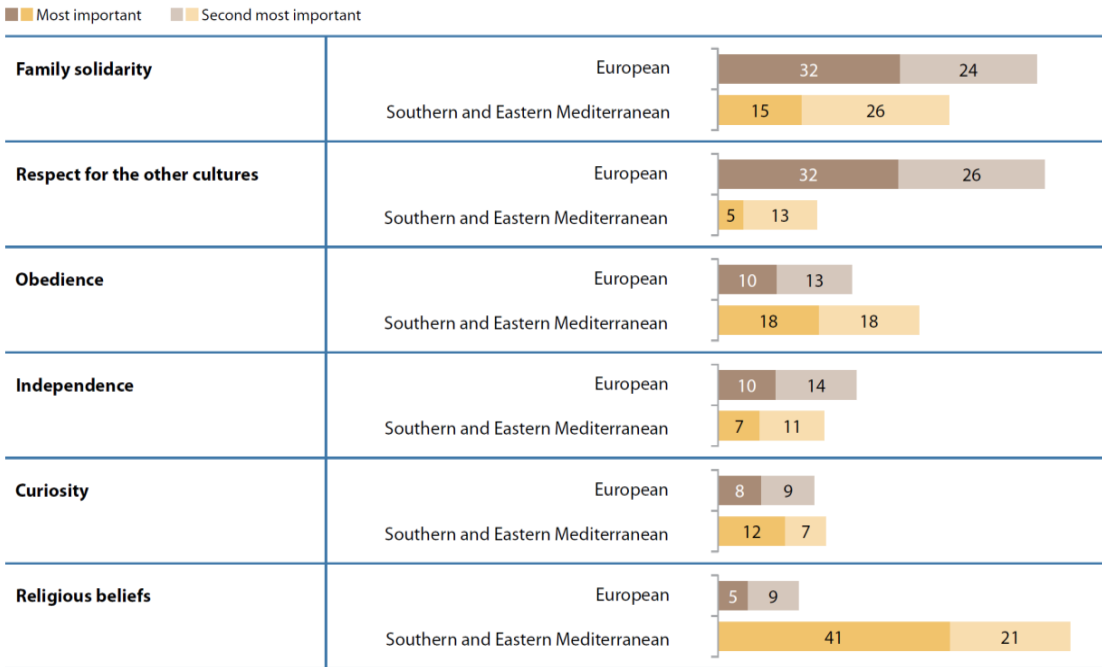 Most important Second most important
Family solidarity
European 32 24
Southern and Eastern Mediterranean 15 26
Respect for the other cultures
European 32 26
Southern and Eastern Mediterranean 5 13
Obedience
European 10 13
Southern and Eastern Mediterranean 18 18
Independence
European 10 14
Southern and Eastern Mediterranean 7 11
Curiosity
European 8 9
Southern and Eastern Mediterranean 12 7
Religious beliefs
European 5 9
Southern and Eastern Mediterranean 41 21